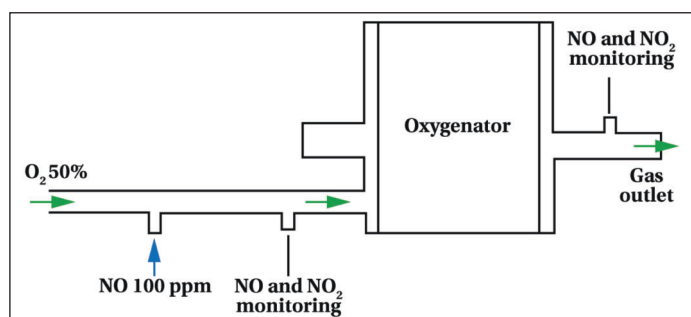 NO and NO₂
monitoring
Oxygenator
O₂ 50%
Gas
outlet
NO 100 ppm
NO and NO₂
monitoring